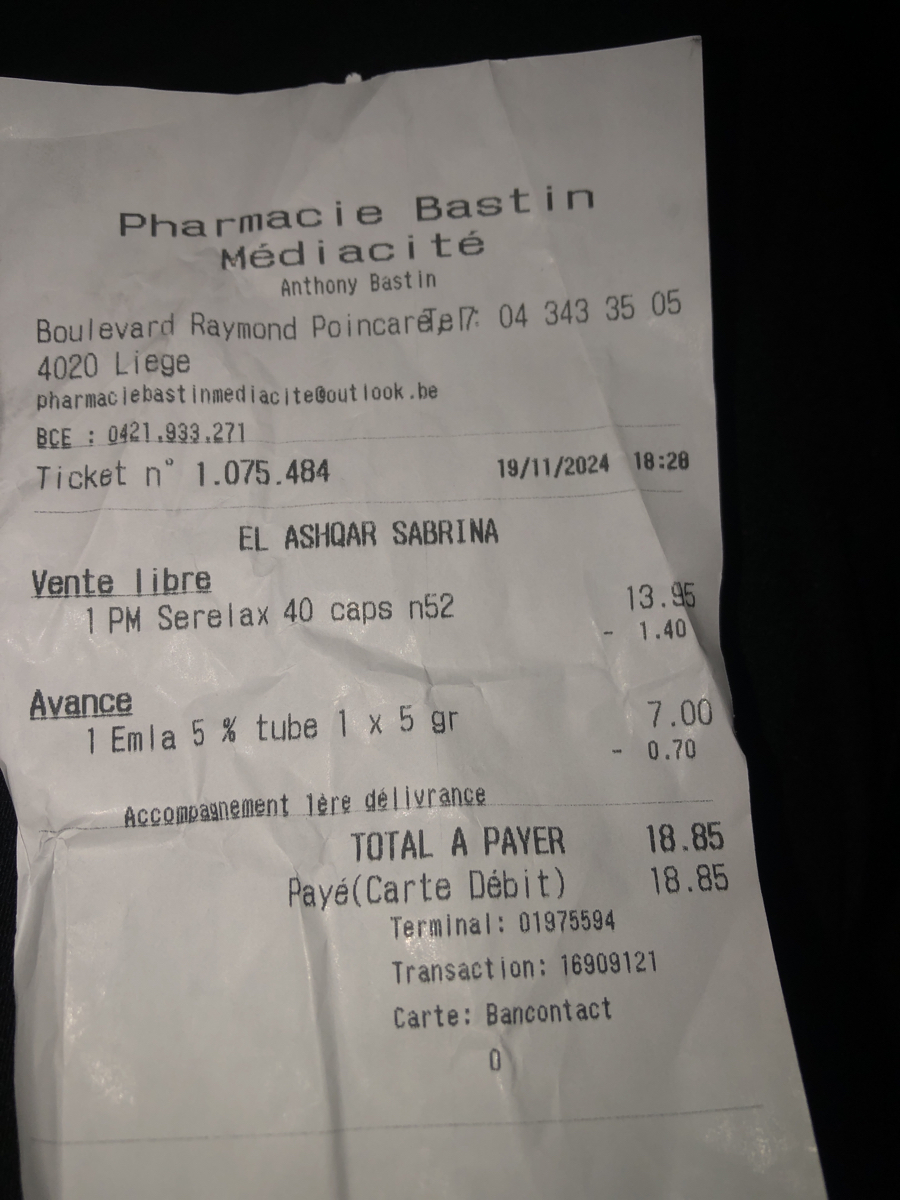 Pharmacie Bastin
Médiacité
Anthony Bastin
Boulevard Raymond Poincaré, 7 Tel: 04 343 35 05
4020 Liege
pharmaciebastinmediacite@outlook.be
BCE : 0421.933.271
Ticket n° 1.075.484 19/11/2024 18:28
EL ASHQAR SABRINA
Vente libre
1 PM Serelax 40 caps n52 13.95
- 1.40
Avance
1 Emla 5 % tube 1 x 5 gr 7.00
- 0.70
Accompagnement 1ère délivrance
TOTAL A PAYER 18.85
Payé(Carte Débit) 18.85
Terminal: 01975594
Transaction: 16909121
Carte: Bancontact
0